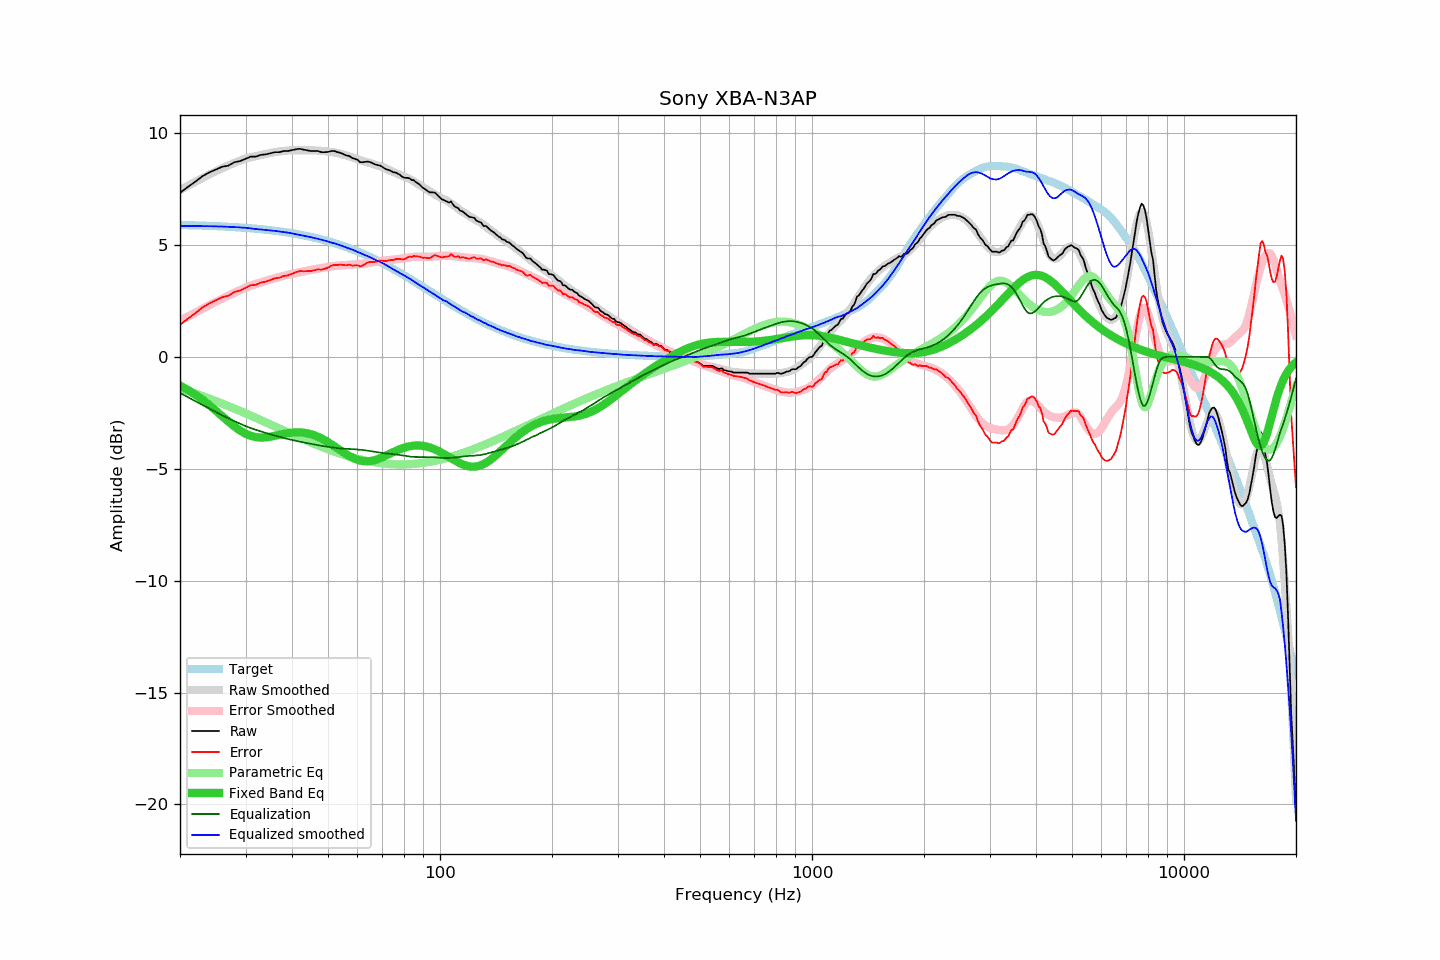 Sony XBA-N3AP
10
5
0
−5
−10
−15
−20
Amplitude (dBr)
Target
Raw Smoothed
Error Smoothed
Raw
Error
Parametric Eq
Fixed Band Eq
Equalization
Equalized smoothed
100
1000
10000
Frequency (Hz)